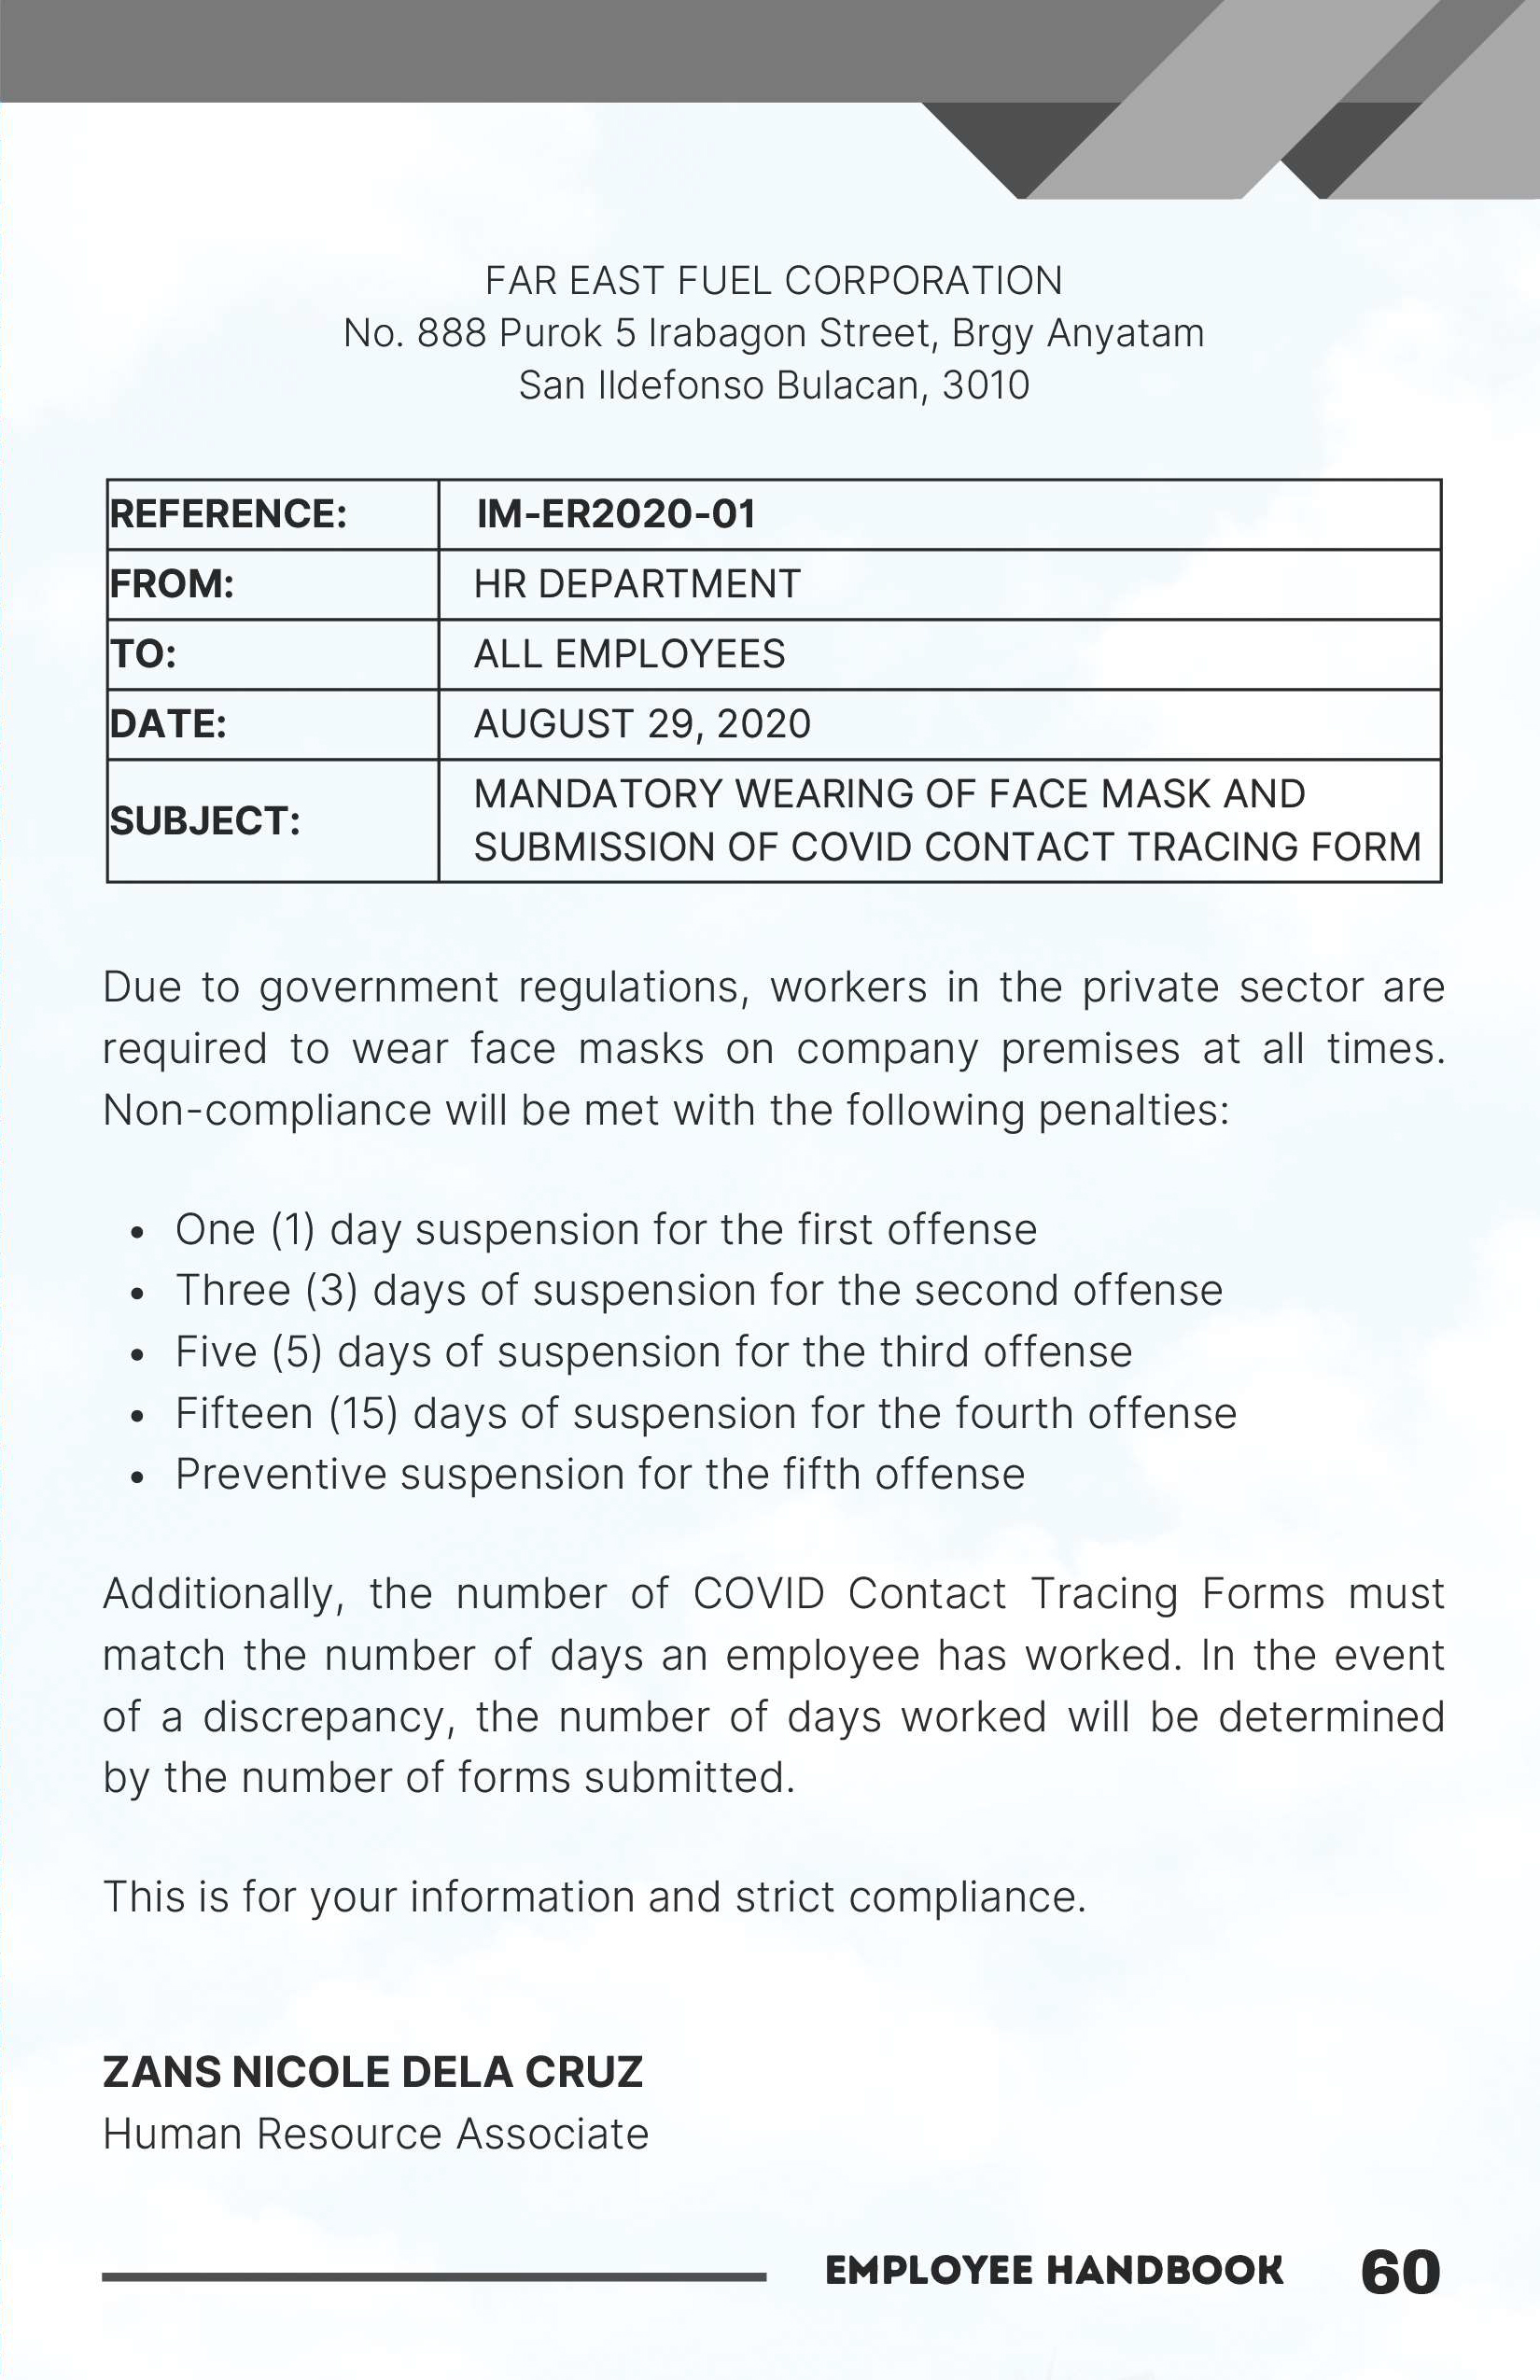 FAR EAST FUEL CORPORATION
No. 888 Purok 5 Irabagon Street, Brgy Anyatam
San Ildefonso Bulacan, 3010
REFERENCE: IM-ER2020-01
FROM: HR DEPARTMENT
TO: ALL EMPLOYEES
DATE: AUGUST 29, 2020
SUBJECT: MANDATORY WEARING OF FACE MASK AND
SUBMISSION OF COVID CONTACT TRACING FORM
Due to government regulations, workers in the private sector are
required to wear face masks on company premises at all times.
Non-compliance will be met with the following penalties:
• One (1) day suspension for the first offense
• Three (3) days of suspension for the second offense
• Five (5) days of suspension for the third offense
• Fifteen (15) days of suspension for the fourth offense
• Preventive suspension for the fifth offense
Additionally, the number of COVID Contact Tracing Forms must
match the number of days an employee has worked. In the event
of a discrepancy, the number of days worked will be determined
by the number of forms submitted.
This is for your information and strict compliance.
ZANS NICOLE DELA CRUZ
Human Resource Associate
EMPLOYEE HANDBOOK 60